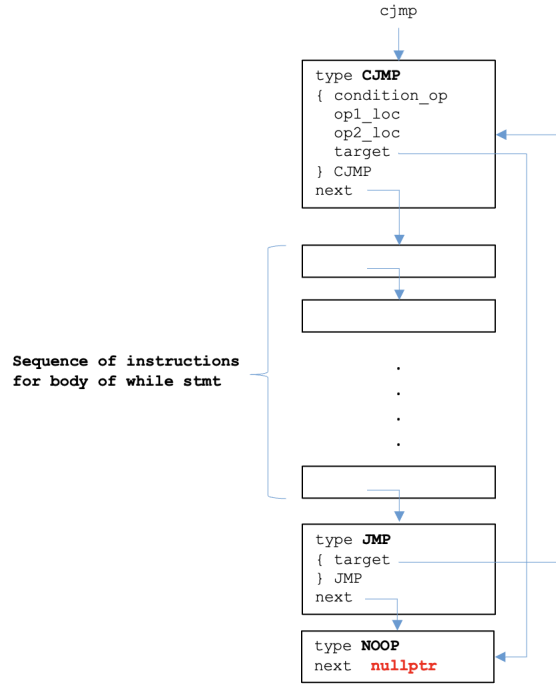 cjmp
type CJMP
{ condition_op
op1_loc
op2_loc
target
} CJMP
next
Sequence of instructions
for body of while stmt
.
.
.
.
type JMP
{ target
} JMP
next
type NOOP
next nullptr